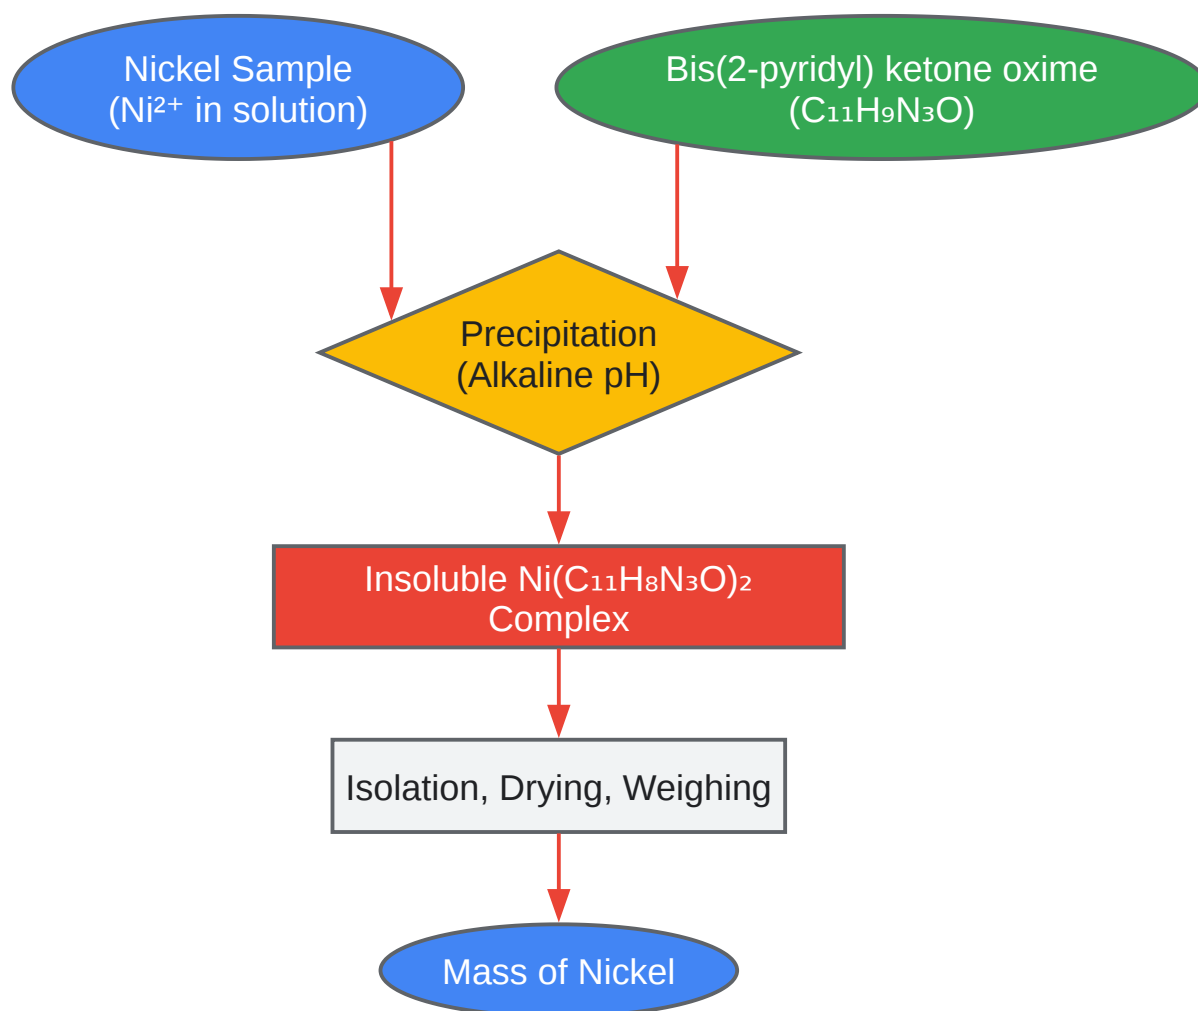 Nickel Sample
(Ni²⁺ in solution)
Bis(2-pyridyl) ketone oxime
(C₁₁H₉N₃O)
Precipitation
(Alkaline pH)
Insoluble Ni(C₁₁H₈N₃O)₂
Complex
Isolation, Drying, Weighing
Mass of Nickel